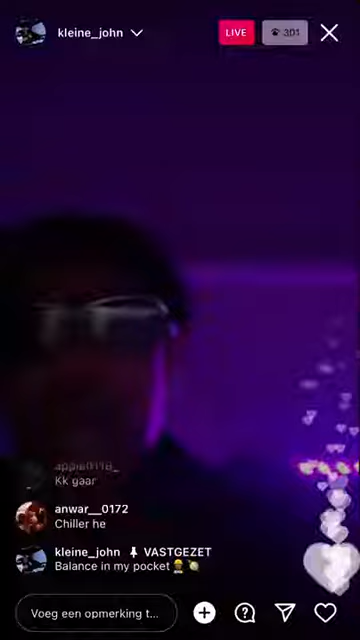 kleine_john
LIVE
301
Kk gaar
anwar__0172
Chiller he
kleine_john VASTGEZET
Balance in my pocket
Voeg een opmerking t...